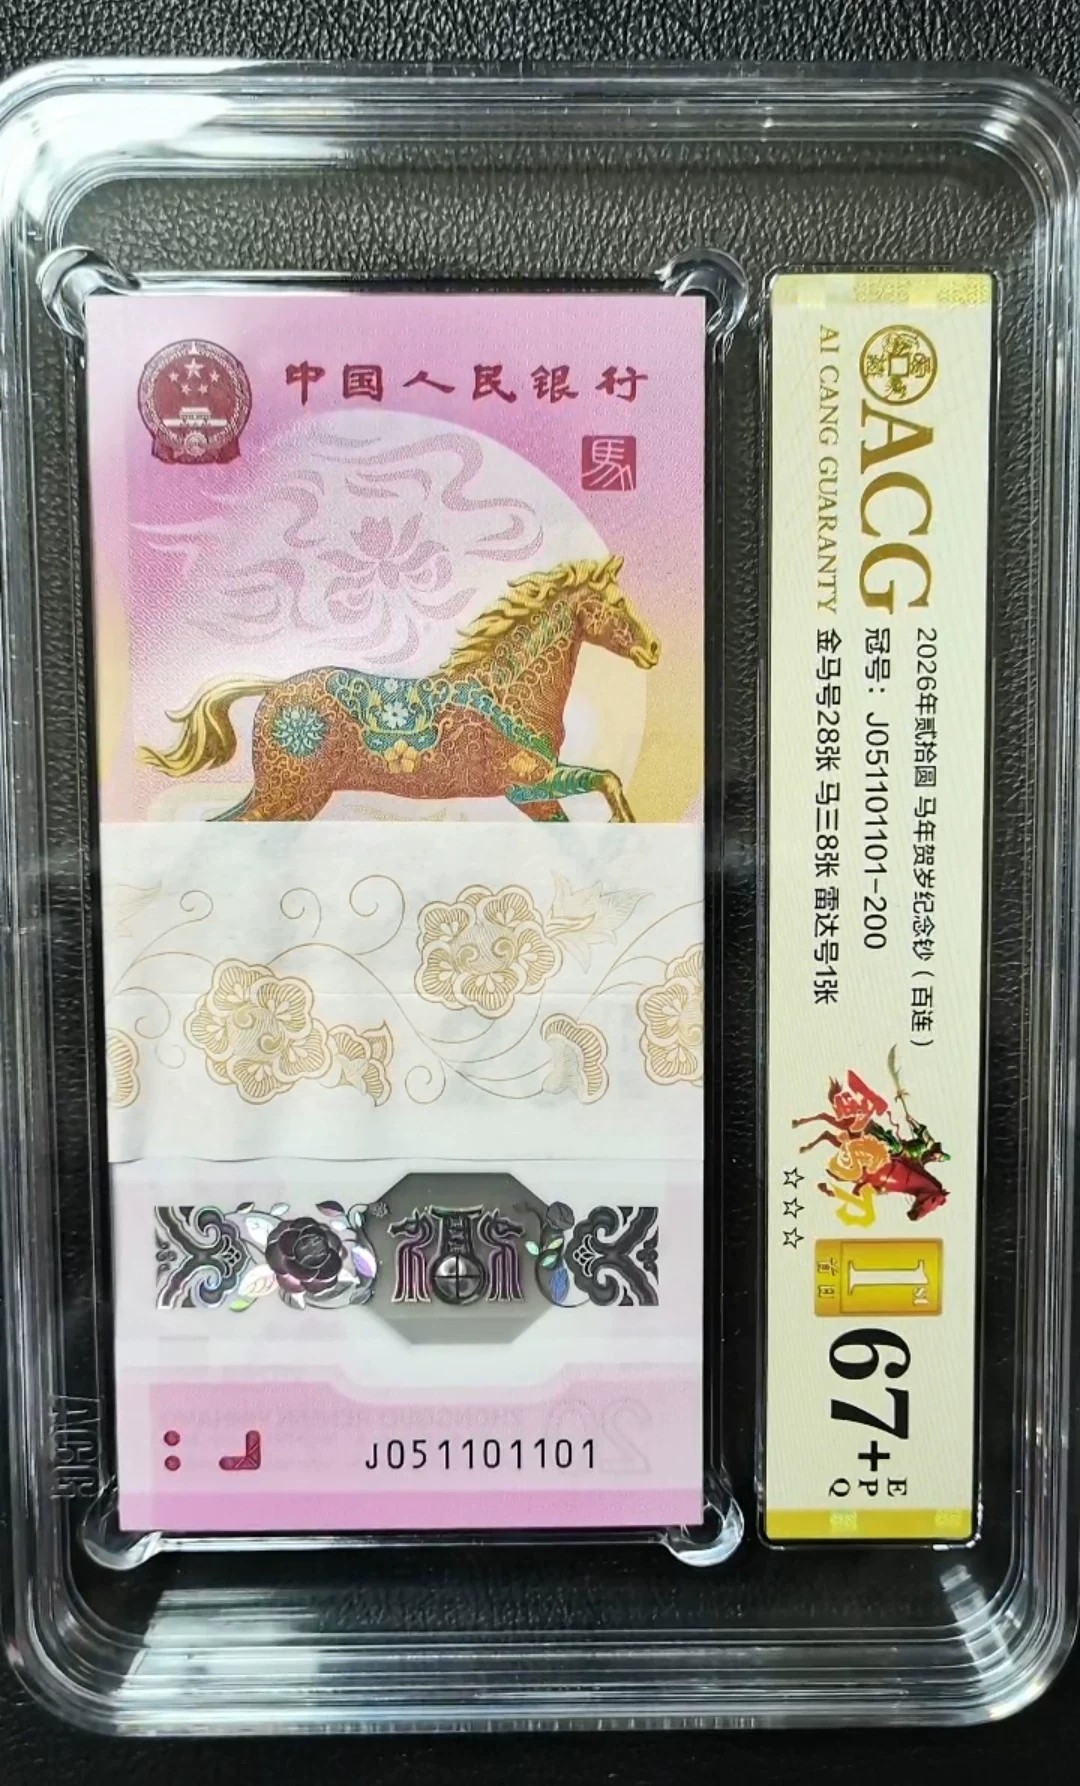 中国人民银行
馬
J051101101
ACG
AI CANG GUARANTY
2026年贰拾圆 马年贺岁纪念钞（百连）
冠号：J051101101-200
金马号28张 马三8张 雷达号1张
☆☆☆
1st
首日
67+
EPQ